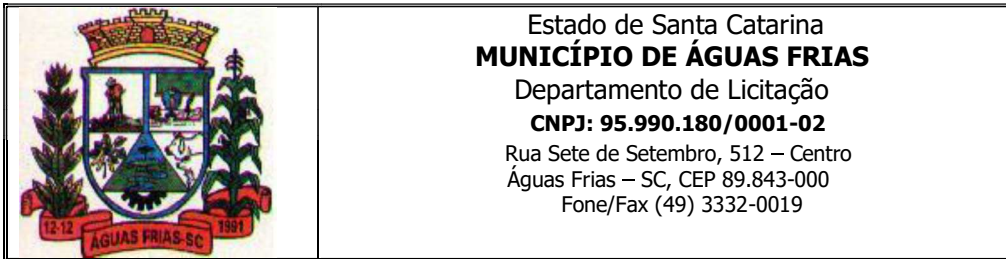 12-12
ÁGUAS FRIAS-SC
1991
Estado de Santa Catarina
MUNICÍPIO DE ÁGUAS FRIAS
Departamento de Licitação
CNPJ: 95.990.180/0001-02
Rua Sete de Setembro, 512 – Centro
Águas Frias – SC, CEP 89.843-000
Fone/Fax (49) 3332-0019